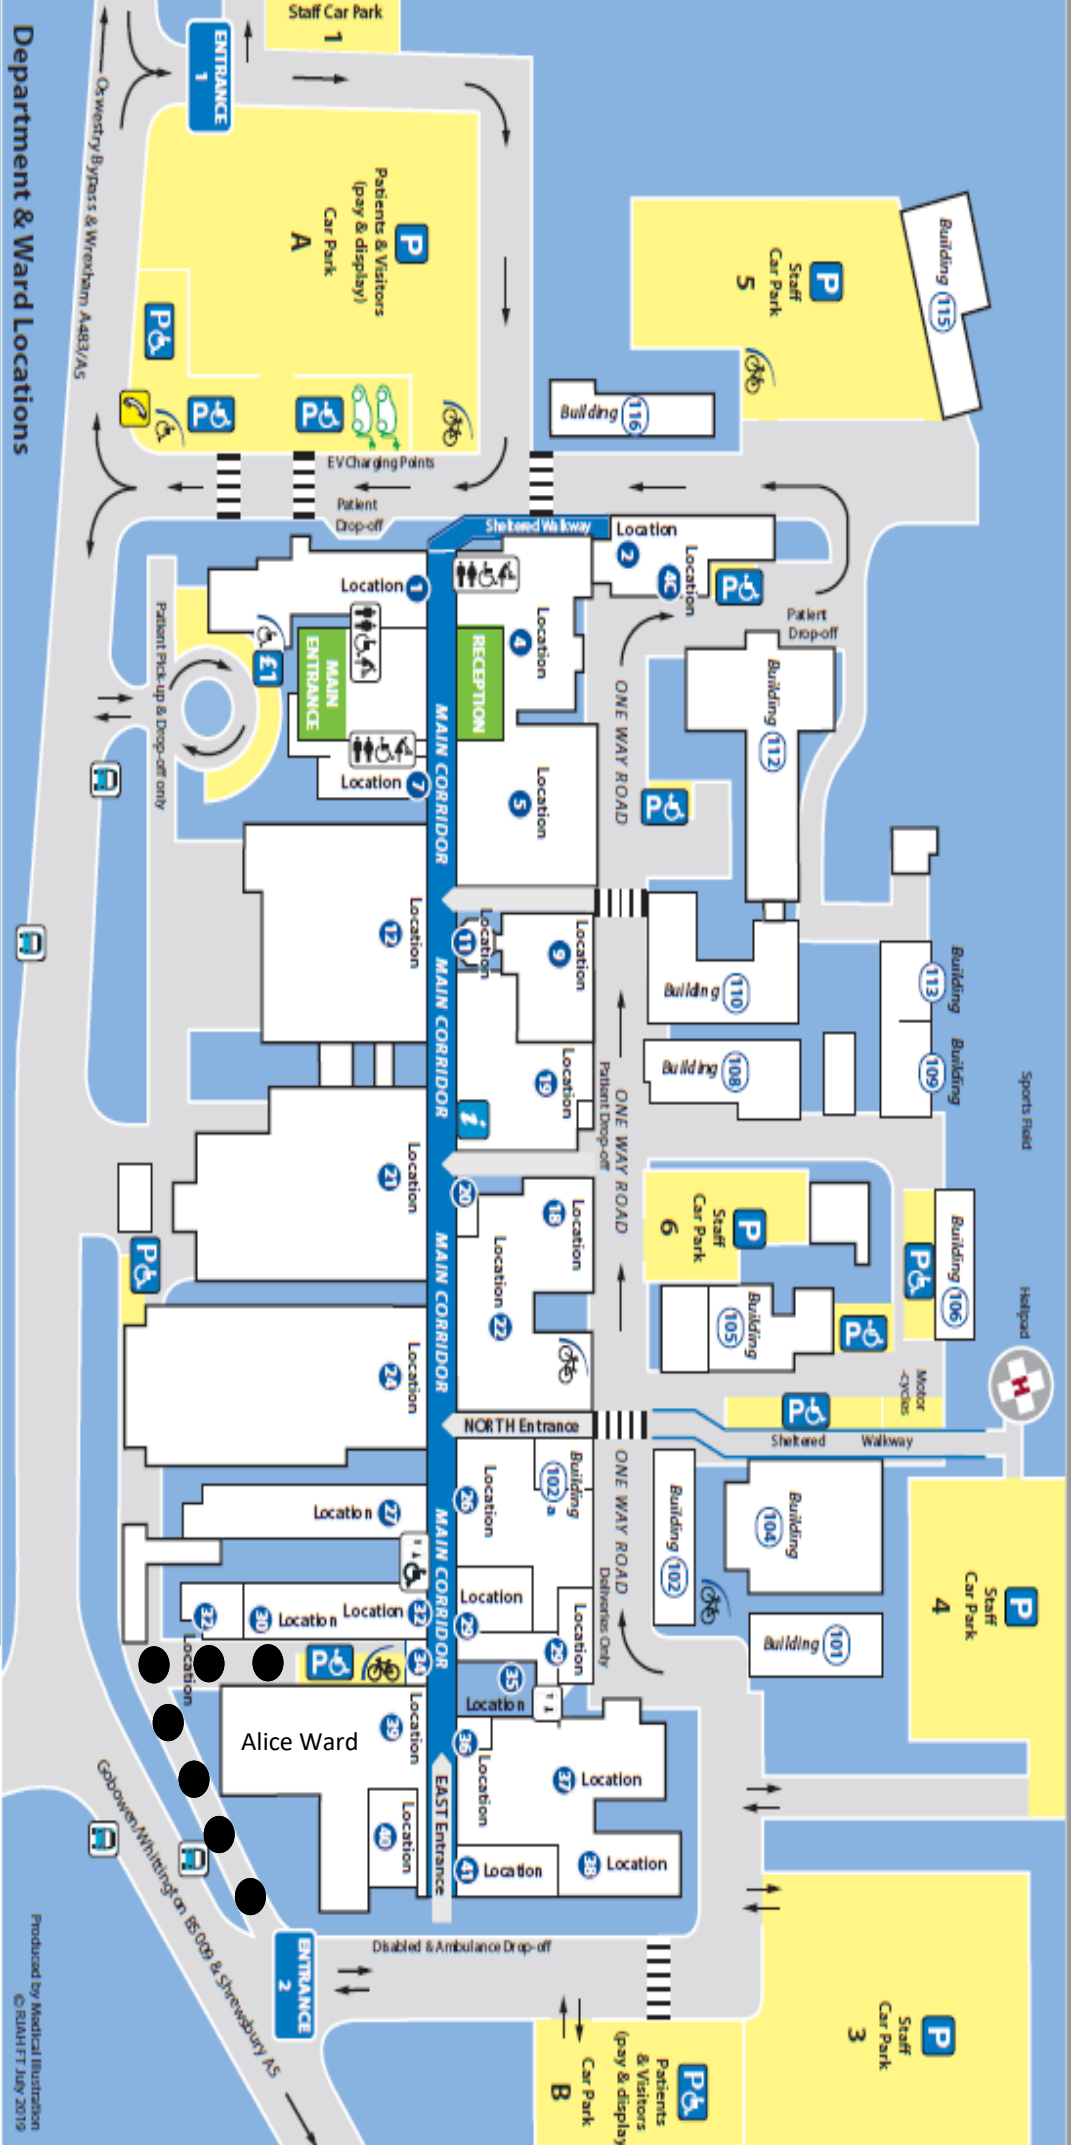 Department & Ward Locations
Staff Car Park
1
ENTRANCE
1
Oswestry Bypass & Wrexham A483/A5
P
Patients & Visitors
(pay & display)
Car Park
A
P
P
P
EV Charging Points
Patient
Drop-off
P
Staff
Car Park
5
Building 115
Building 116
Sheltered Walkway
Location
2
Location
4C
P
Patient
Drop-off
Location 1
Location
4
RECEPTION
MAIN
ENTRANCE
£1
Patient Pick-up & Drop-off only
Location 7
MAIN CORRIDOR
Location
5
ONE WAY ROAD
P
Building 112
Location
12
Location
11
Location
9
MAIN CORRIDOR
Building 110
Building
113
Building
109
Building 108
Location
19
i
Patient Drop-off
ONE WAY ROAD
Sports Field
Location
21
20
Location
18
Location 22
MAIN CORRIDOR
P
Staff
Car Park
6
Building 106
P
Building
105
P
Helipad
H
Motor
-cycles
P
Sheltered Walkway
P
Location
24
NORTH Entrance
Location 27
Location
26
Building
102 a
MAIN CORRIDOR
ONE WAY ROAD
Deliveries Only
Building 102
Building
104
Building 101
P
Staff
Car Park
4
Location
29
Location
29
Location 32
30 Location
32
Location
P
34
35
Location
Location
39
Alice Ward
36
Location
37 Location
Location
40
EAST Entrance
41 Location
38 Location
Gobowen/Whittington B5009 & Shrewsbury A5
ENTRANCE
2
Disabled & Ambulance Drop-off
P
Staff
Car Park
3
P
Patients
& Visitors
(pay & display
Car Park
B
Produced by Medical Illustration
© RJAH FT July 2019